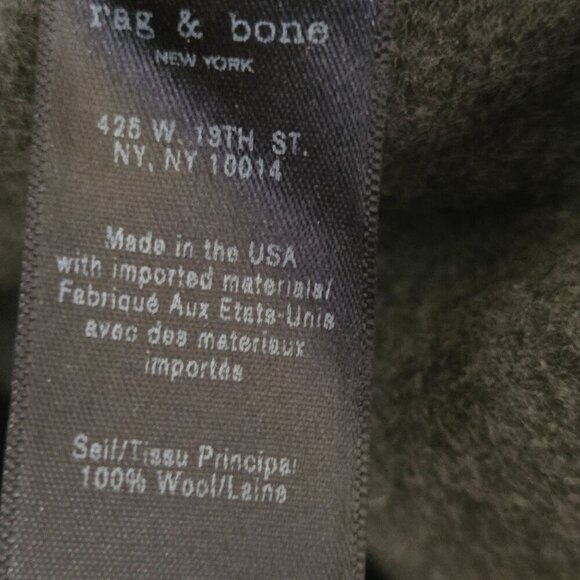 rag & bone
NEW YORK
425 W. 13TH ST.
NY, NY 10014
Made in the USA
with imported materials/
Fabriqué Aux Etats-Unis
avec des materiaux
importés
Self/Tissu Principal
100% Wool/Laine